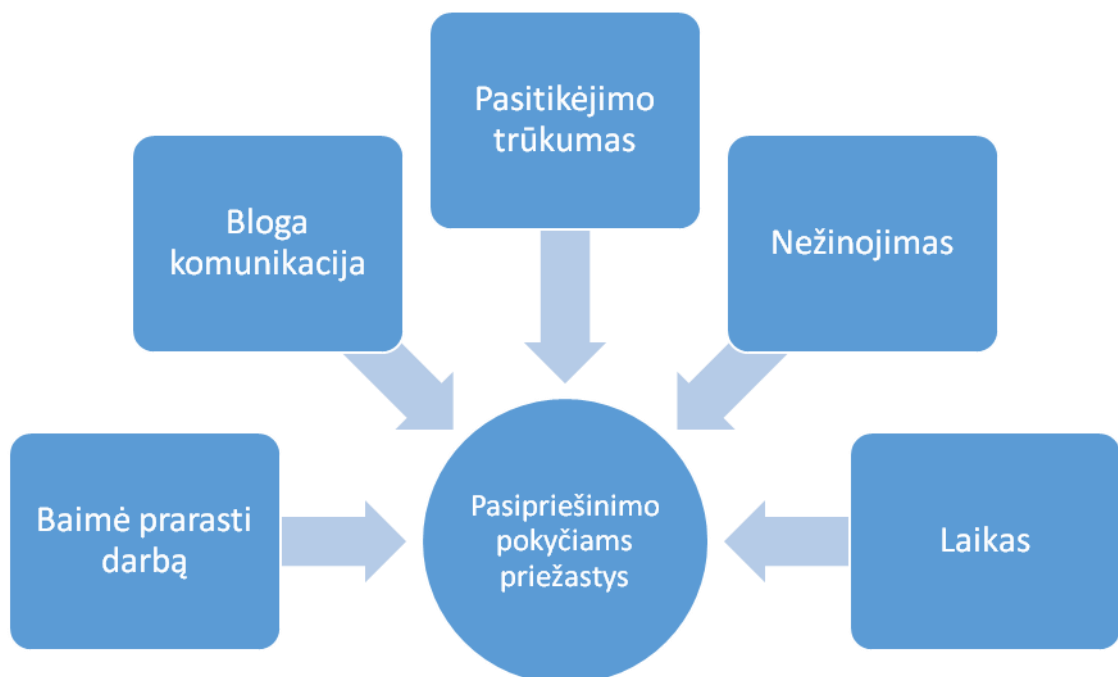 Pasitikėjimo
trūkumas
Bloga
komunikacija
Nežinojimas
Baimė prarasti
darbą
Pasipriešinimo
pokyčiams
priežastys
Laikas